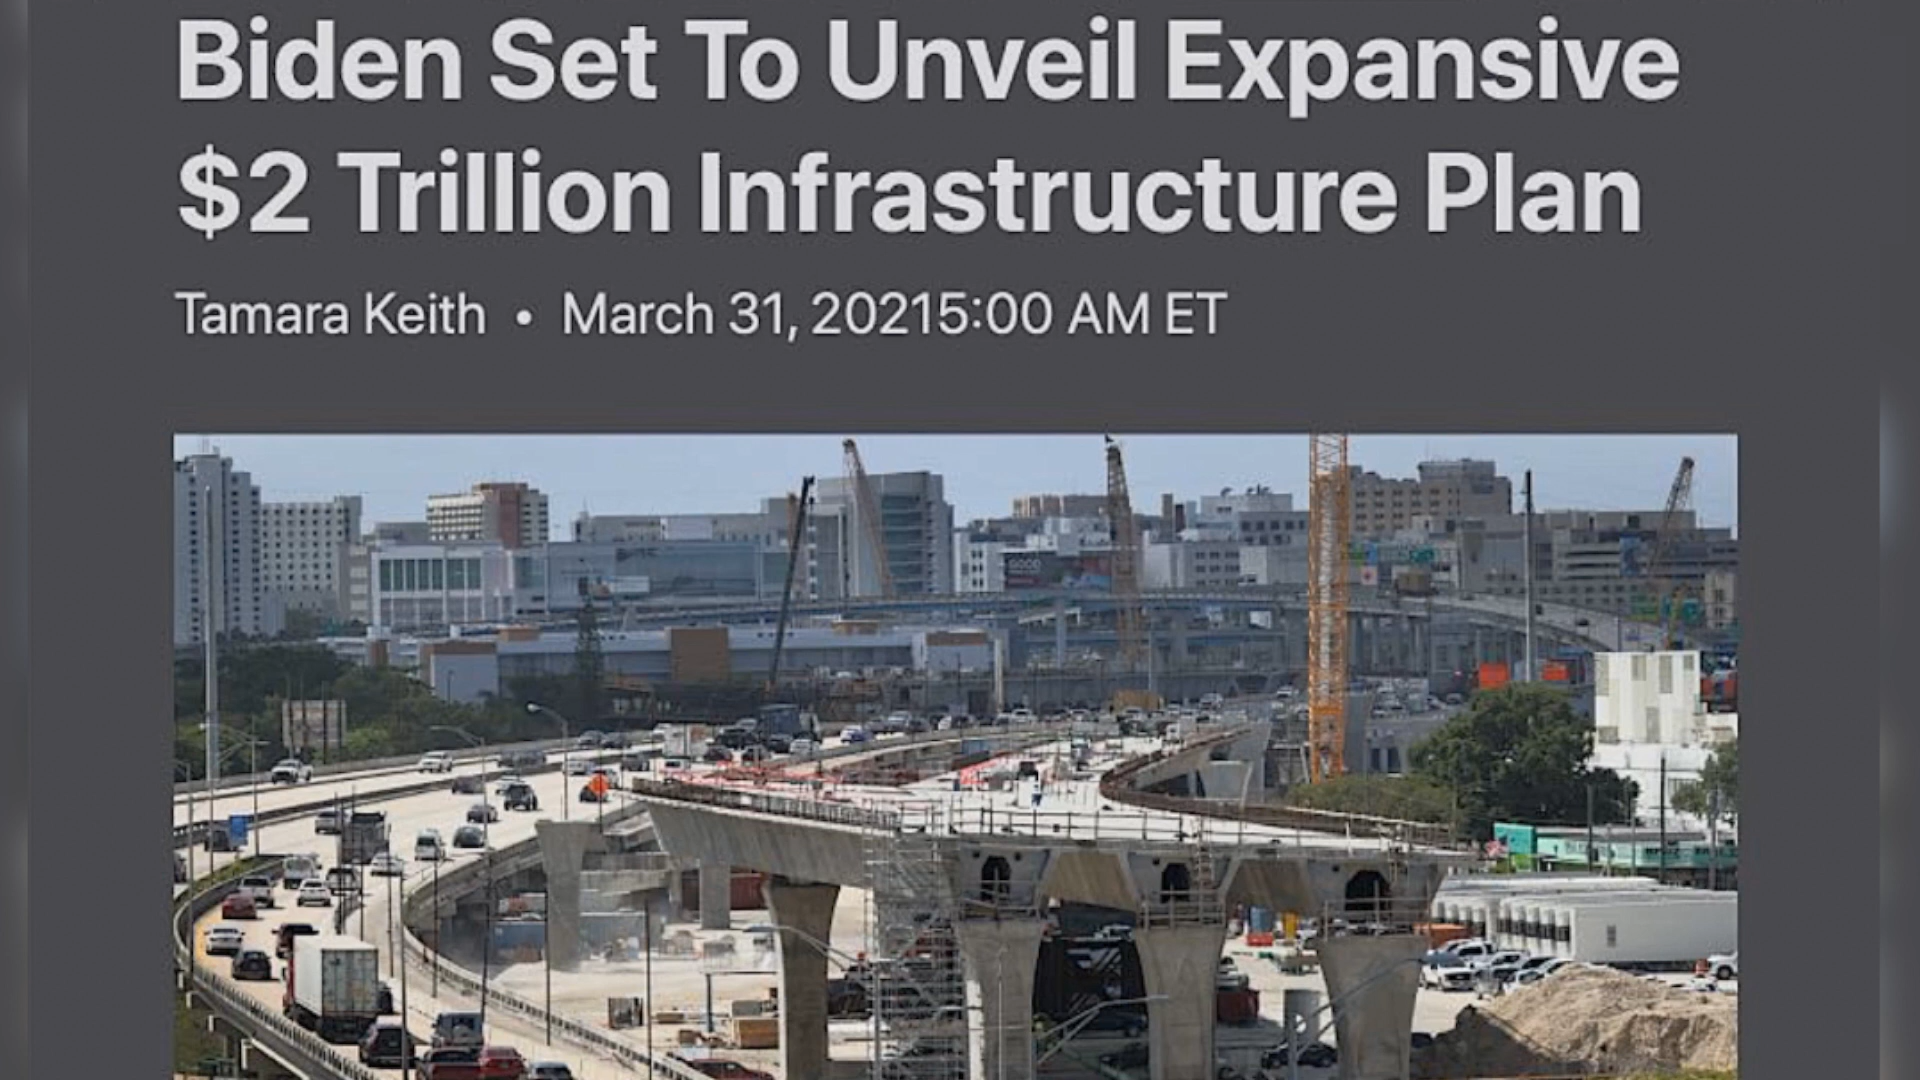 Biden Set To Unveil Expansive
$2 Trillion Infrastructure Plan
Tamara Keith • March 31, 20215:00 AM ET